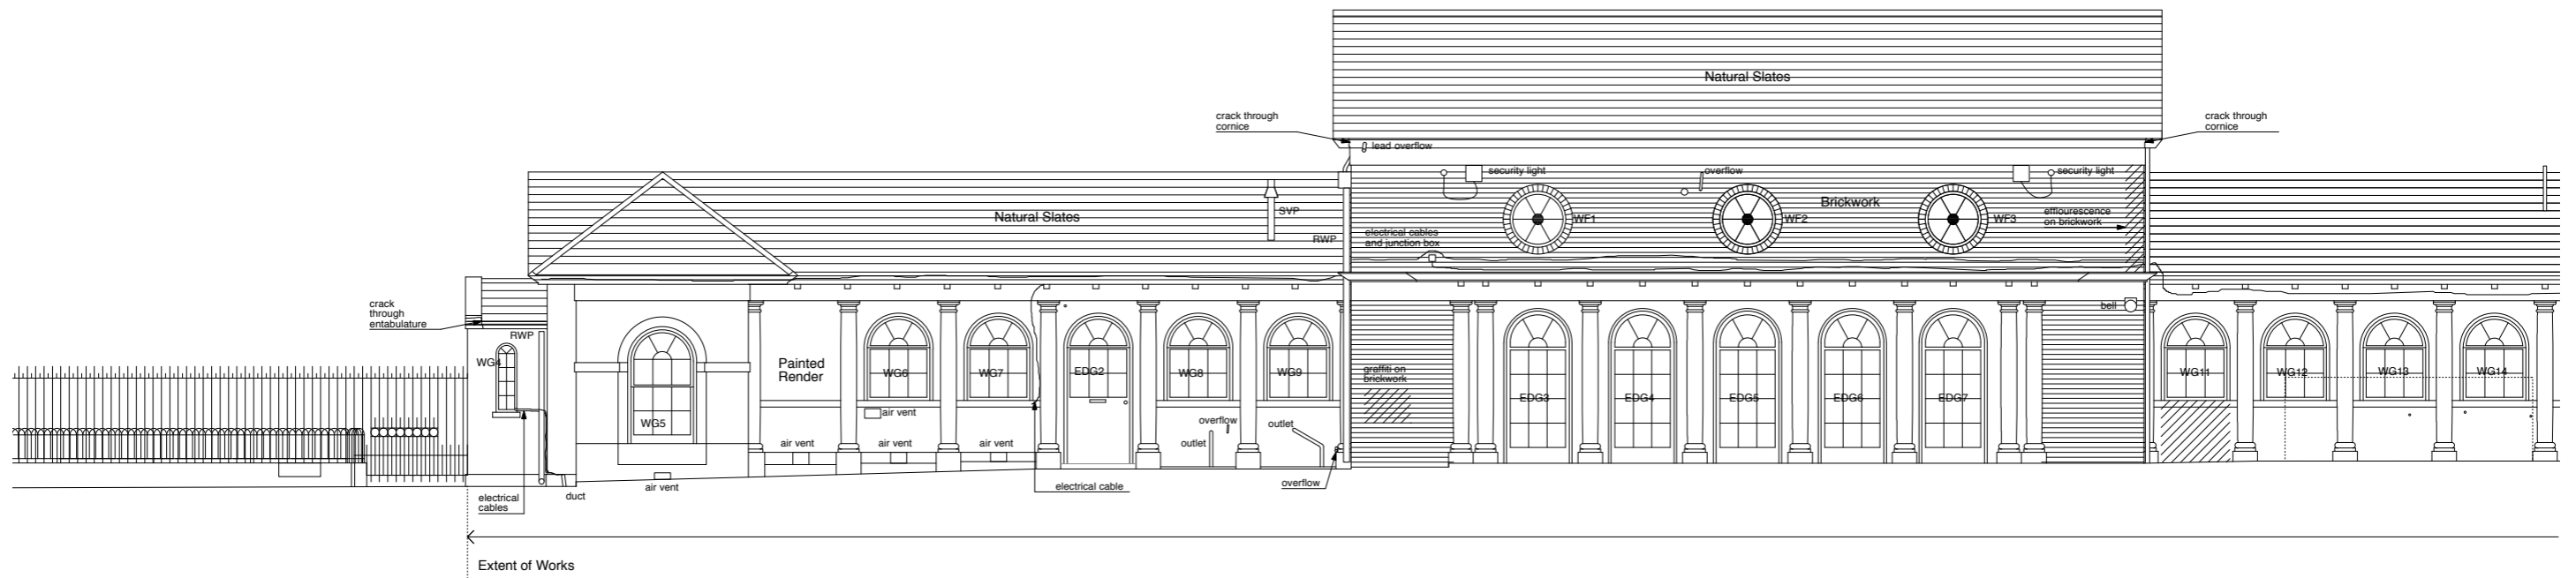 Natural Slates
crack through
cornice
crack through
cornice
lead overflow
security light
overflow
security light
Natural Slates
SVP
RWP
WF1
WF2
Brickwork
WF3
efflourescence
on brickwork
electrical cables
and junction box
crack
through
entabulature
RWP
WG4
WG5
Painted
Render
WG6
WG7
EDG2
WG8
WG9
graffiti on
brickwork
EDG3
EDG4
EDG5
EDG6
EDG7
bell
WG11
WG12
WG13
WG14
air vent
air vent
air vent
air vent
overflow
outlet
outlet
electrical
cables
duct
air vent
electrical cable
overflow
Extent of Works